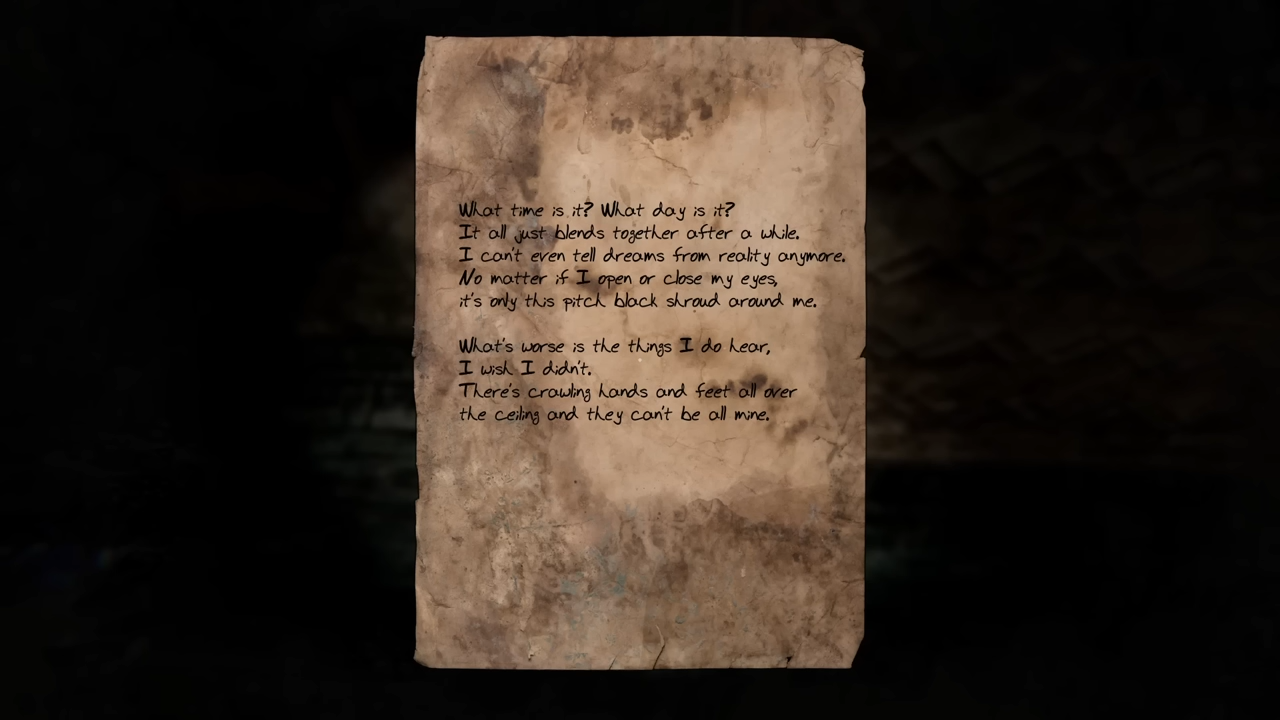 What time is it? What day is it?
It all just blends together after a while.
I can't even tell dreams from reality anymore.
No matter if I open or close my eyes,
it's only this pitch black shroud around me.
What's worse is the things I do hear,
I wish I didn't.
There's crawling hands and feet all over
the ceiling and they can't be all mine.